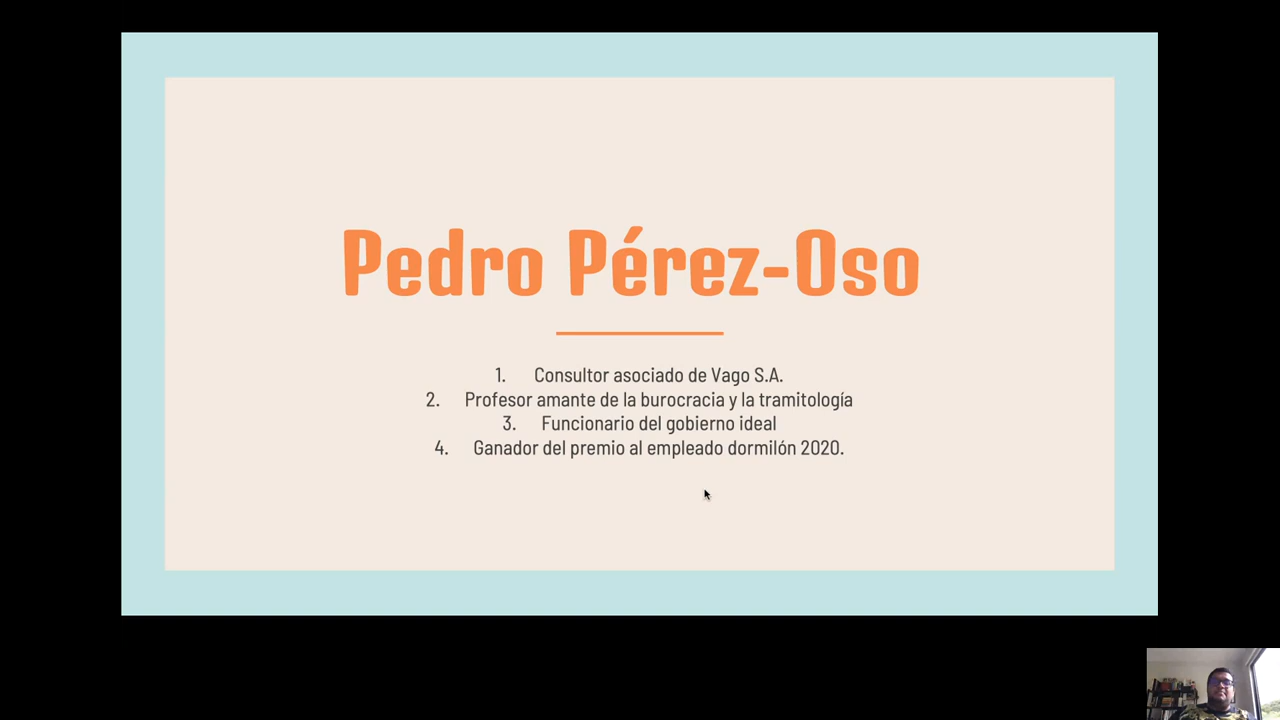 Pedro Pérez-Oso
1. Consultor asociado de Vago S.A.
2. Profesor amante de la burocracia y la tramitología
3. Funcionario del gobierno ideal
4. Ganador del premio al empleado dormilón 2020.